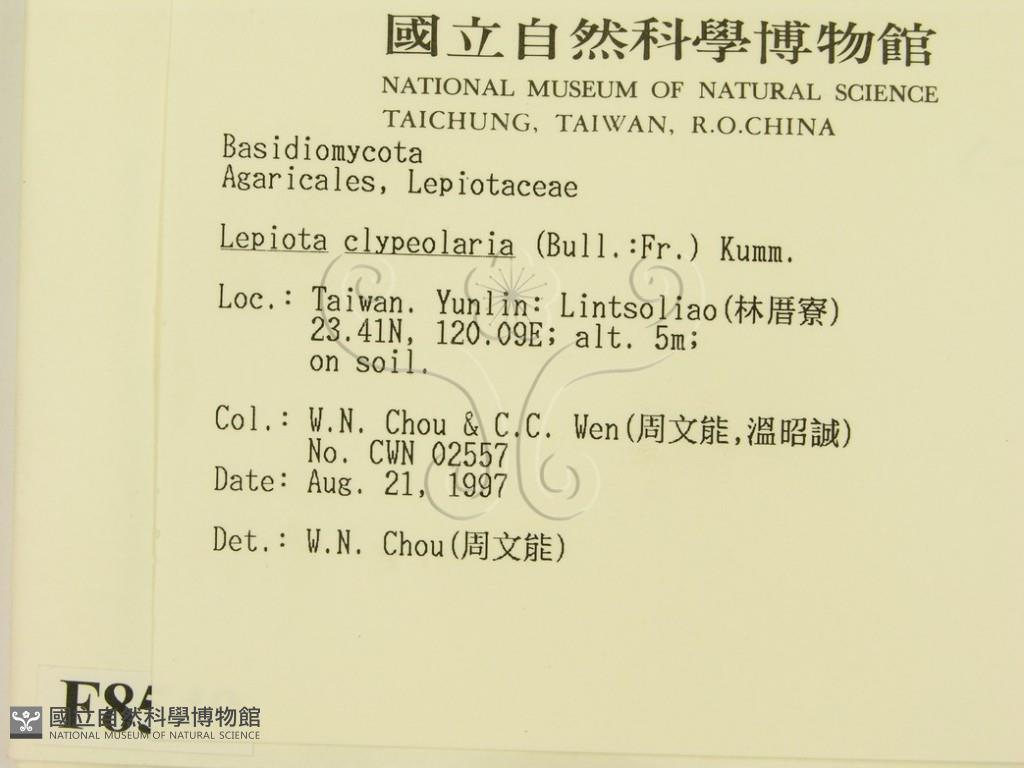 國立自然科學博物館
NATIONAL MUSEUM OF NATURAL SCIENCE
TAICHUNG, TAIWAN, R.O.CHINA
Basidiomycota
Agaricales, Lepiotaceae
Lepiota clypeolaria (Bull.:Fr.) Kumm.
Loc.: Taiwan. Yunlin: Lintsoliao(林厝寮)
23.41N, 120.09E; alt. 5m;
on soil.
Col.: W.N. Chou & C.C. Wen(周文能,溫昭誠)
No. CWN 02557
Date: Aug. 21, 1997
Det.: W.N. Chou(周文能)
F85
國立自然科學博物館
NATIONAL MUSEUM OF NATURAL SCIENCE